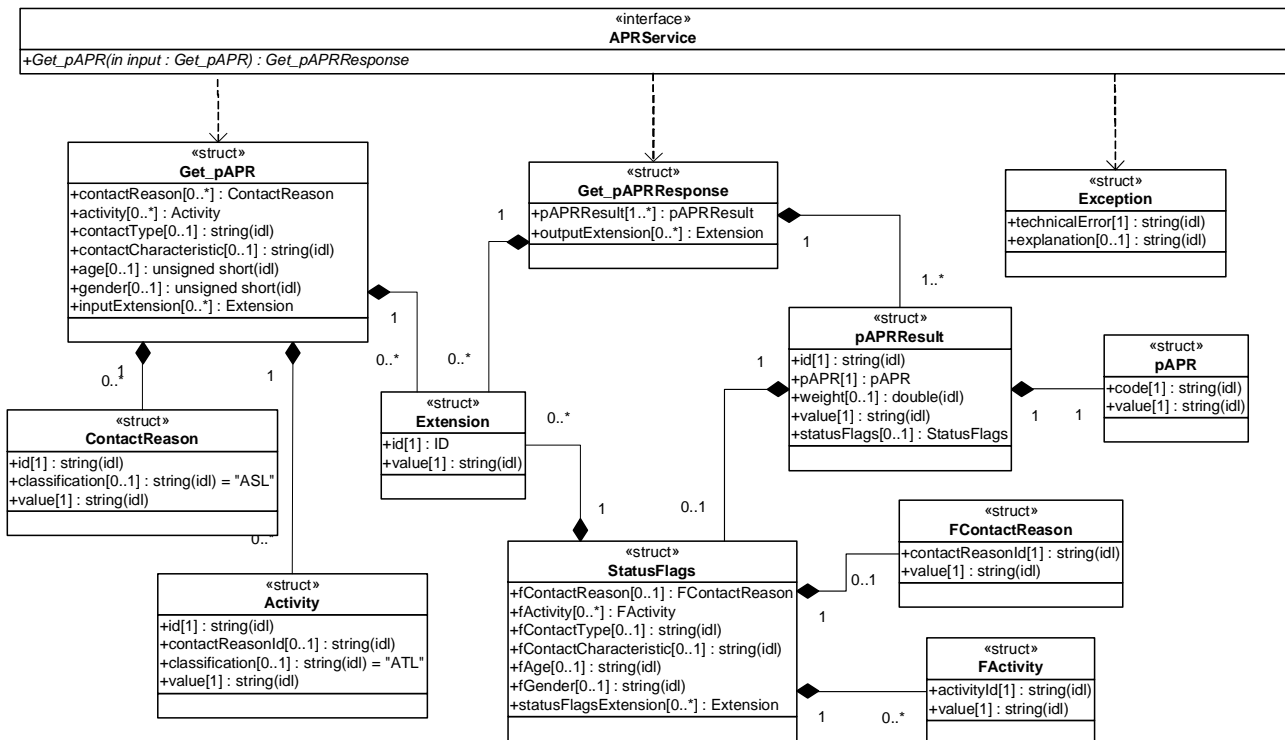 «interface»
APRService
+Get_pAPR(in input : Get_pAPR) : Get_pAPRResponse
«struct»
Get_pAPR
+contactReason[0..*] : ContactReason
+activity[0..*] : Activity
+contactType[0..1] : string(idl)
+contactCharacteristic[0..1] : string(idl)
+age[0..1] : unsigned short(idl)
+gender[0..1] : unsigned short(idl)
+inputExtension[0..*] : Extension
«struct»
Get_pAPRResponse
+pAPRResult[1..*] : pAPRResult
+outputExtension[0..*] : Extension
«struct»
Exception
+technicalError[1] : string(idl)
+explanation[0..1] : string(idl)
1
1
1..*
1
0..*
0..*
1
0..*
1
«struct»
pAPRResult
+id[1] : string(idl)
+pAPR[1] : pAPR
+weight[0..1] : double(idl)
+value[1] : string(idl)
+statusFlags[0..1] : StatusFlags
1
1
1
0..1
«struct»
pAPR
+code[1] : string(idl)
+value[1] : string(idl)
«struct»
ContactReason
+id[1] : string(idl)
+classification[0..1] : string(idl) = "ASL"
+value[1] : string(idl)
0..*
«struct»
Extension
+id[1] : ID
+value[1] : string(idl)
0..*
1
«struct»
Activity
+id[1] : string(idl)
+contactReasonId[0..1] : string(idl)
+classification[0..1] : string(idl) = "ATL"
+value[1] : string(idl)
«struct»
StatusFlags
+fContactReason[0..1] : FContactReason
+fActivity[0..*] : FActivity
+fContactType[0..1] : string(idl)
+fContactCharacteristic[0..1] : string(idl)
+fAge[0..1] : string(idl)
+fGender[0..1] : string(idl)
+statusFlagsExtension[0..*] : Extension
1
0..1
1
0..*
«struct»
FContactReason
+contactReasonId[1] : string(idl)
+value[1] : string(idl)
«struct»
FActivity
+activityId[1] : string(idl)
+value[1] : string(idl)